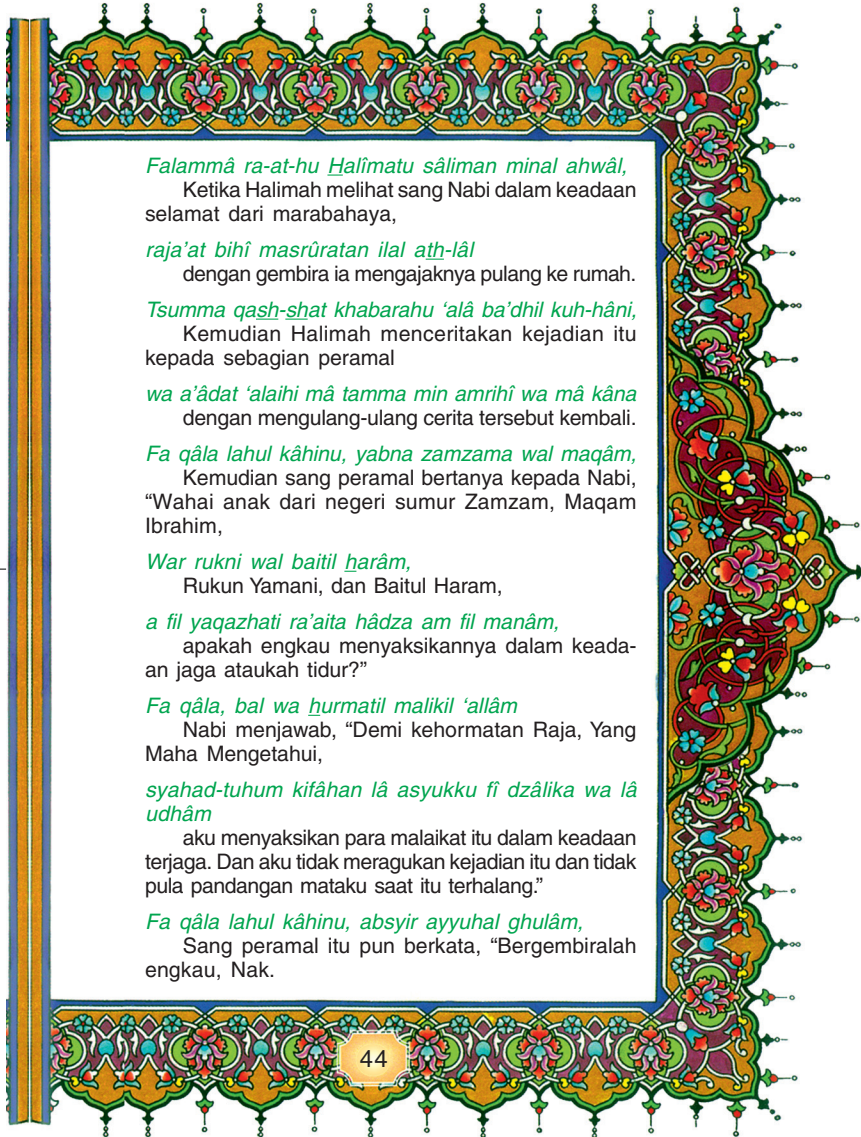 Falammâ ra-at-hu Halîmatu sâliman minal ahwâl,
Ketika Halimah melihat sang Nabi dalam keadaan
selamat dari marabahaya,
raja’at bihî masrûratan ilal ath-lâl
dengan gembira ia mengajaknya pulang ke rumah.
Tsumma qash-shat khabarahu ‘alâ ba’dhil kuh-hâni,
Kemudian Halimah menceritakan kejadian itu
kepada sebagian peramal
wa a’âdat ‘alaihi mâ tamma min amrihî wa mâ kâna
dengan mengulang-ulang cerita tersebut kembali.
Fa qâla lahul kâhinu, yabna zamzama wal maqâm,
Kemudian sang peramal bertanya kepada Nabi,
“Wahai anak dari negeri sumur Zamzam, Maqam
Ibrahim,
War rukni wal baitil harâm,
Rukun Yamani, dan Baitul Haram,
a fil yaqazhati ra’aita hâdza am fil manâm,
apakah engkau menyaksikannya dalam keada-
an jaga ataukah tidur?”
Fa qâla, bal wa hurmatil malikil ‘allâm
Nabi menjawab, “Demi kehormatan Raja, Yang
Maha Mengetahui,
syahad-tuhum kifâhan lâ asyukku fî dzâlika wa lâ
udhâm
aku menyaksikan para malaikat itu dalam keadaan
terjaga. Dan aku tidak meragukan kejadian itu dan tidak
pula pandangan mataku saat itu terhalang.”
Fa qâla lahul kâhinu, absyir ayyuhal ghulâm,
Sang peramal itu pun berkata, “Bergembiralah
engkau, Nak.
44